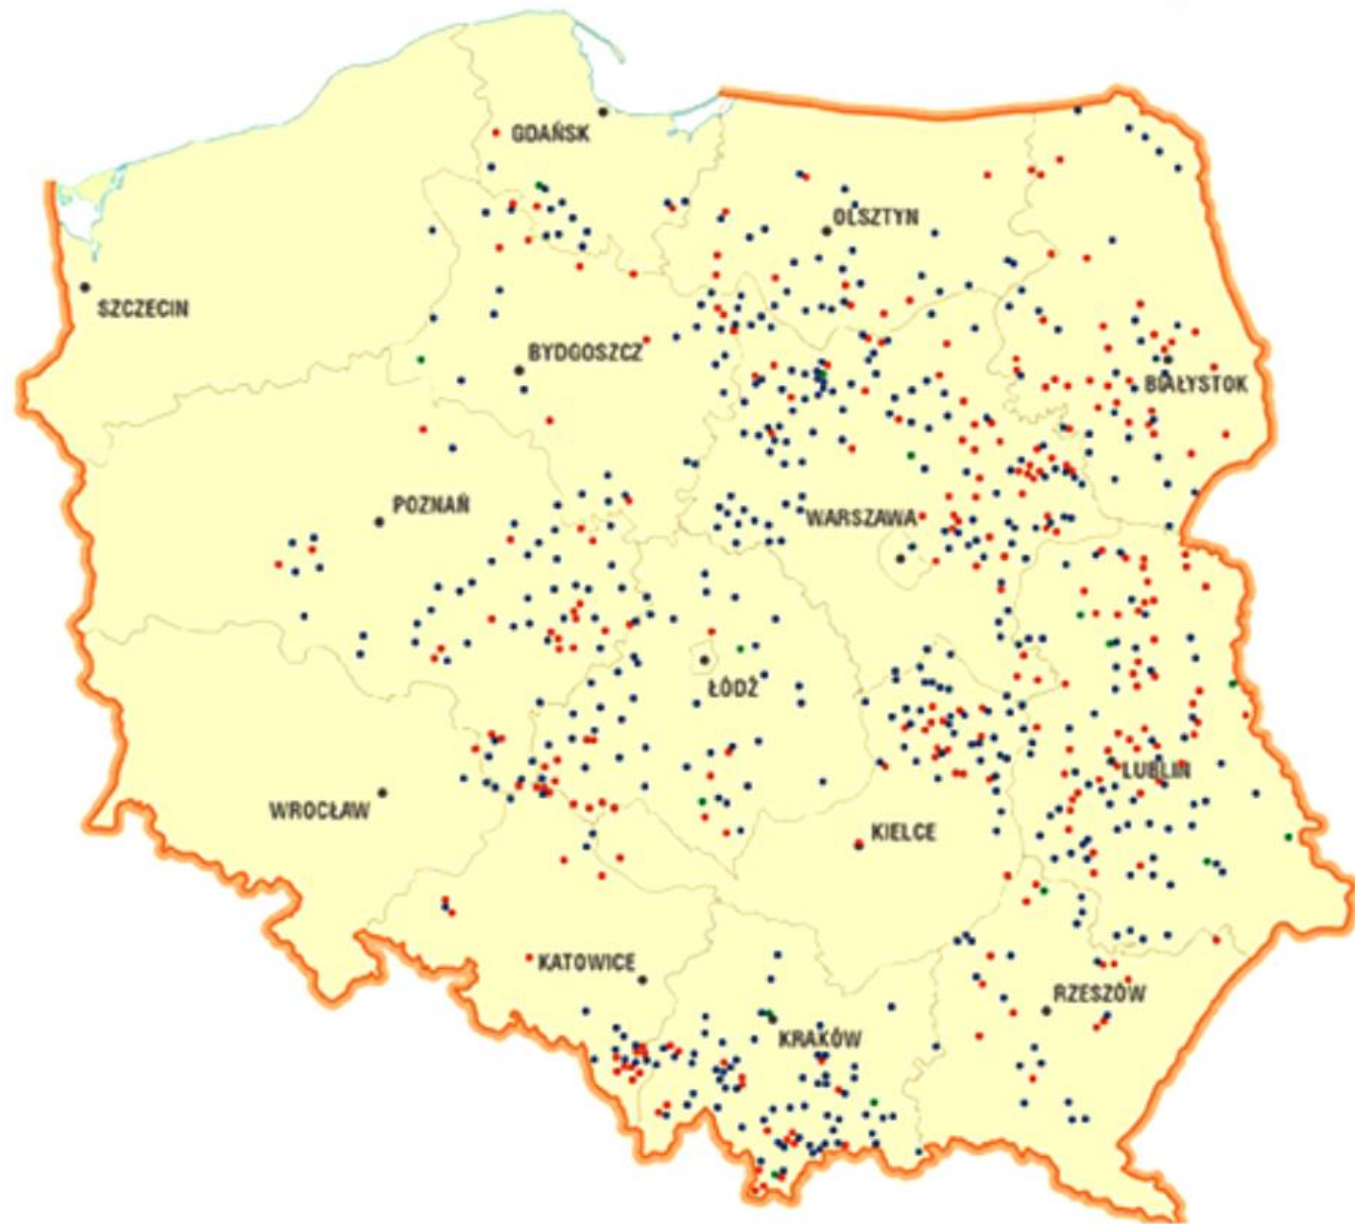 GDAŃSK
OLSZTYN
SZCZECIN
BYDGOSZCZ
BIAŁYSTOK
POZNAŃ
WARSZAWA
ŁÓDŹ
LUBLIN
WROCŁAW
KIELCE
KATOWICE
RZESZÓW
KRAKÓW